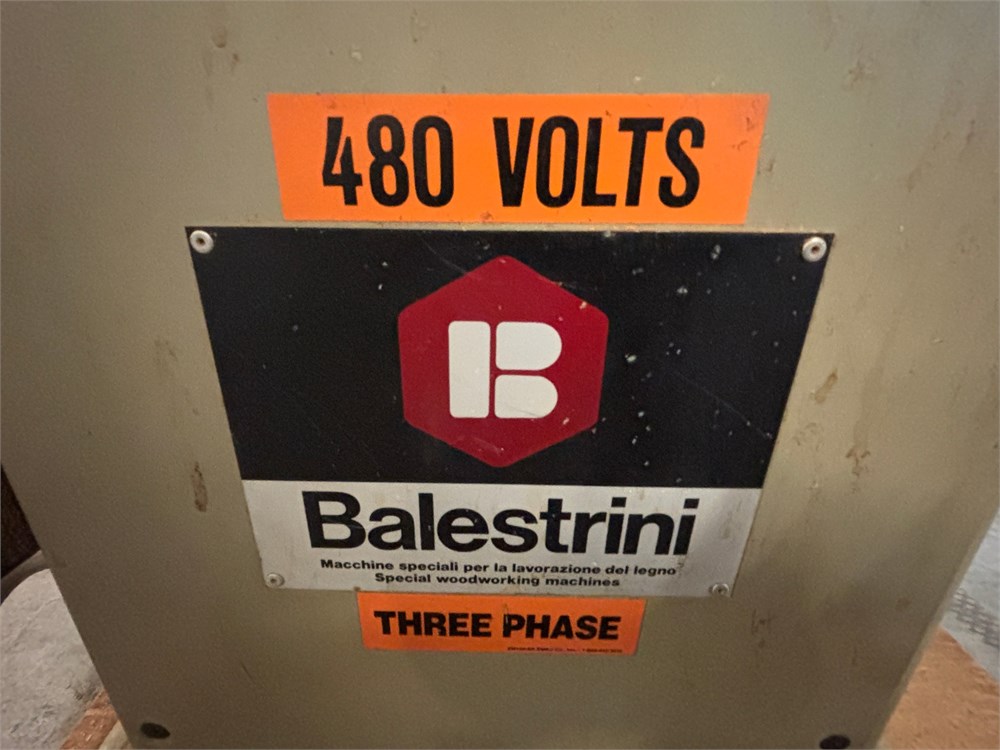 480 VOLTS
B
Balestrini
Macchine speciali per la lavorazione del legno
Special woodworking machines
THREE PHASE